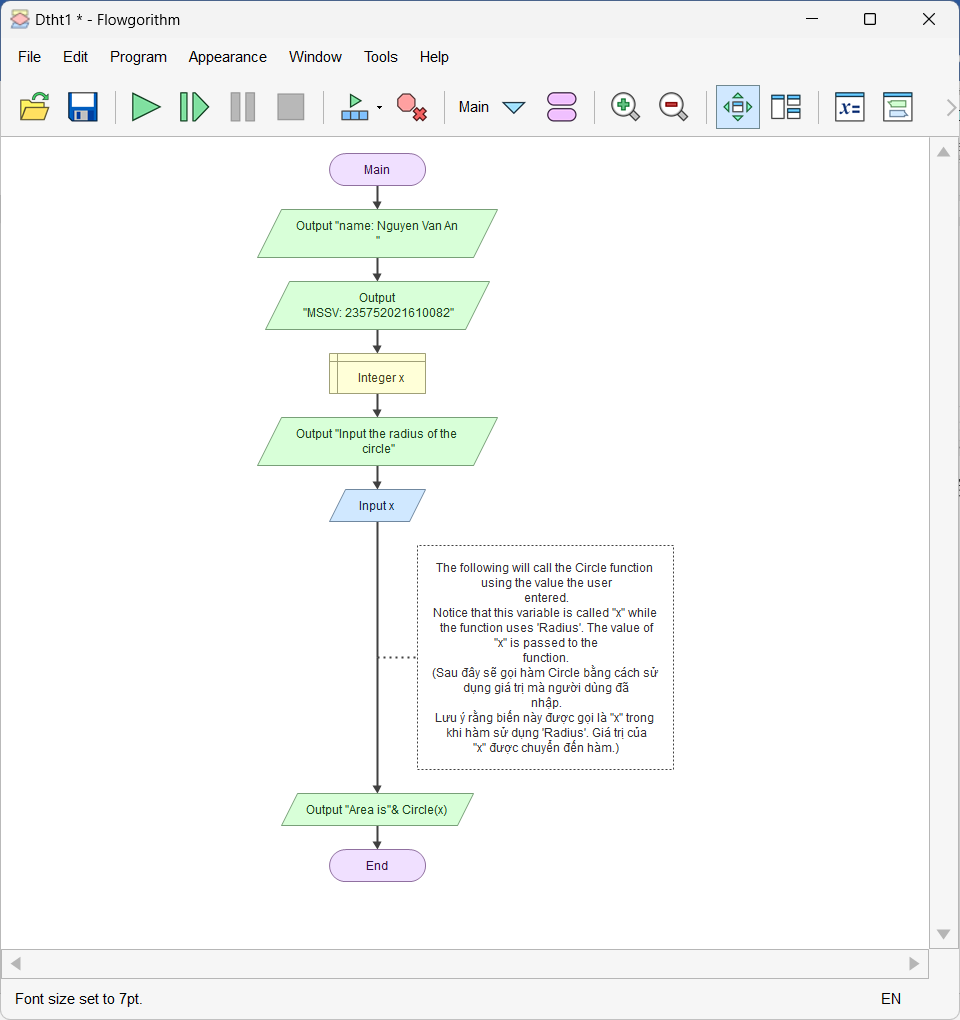 Dtht1 * - Flowgorithm
File Edit Program Appearance Window Tools Help
Main
x=
Main
Output "name: Nguyen Van An
"
Output
"MSSV: 235752021610082"
Integer x
Output "Input the radius of the
circle"
Input x
The following will call the Circle function
using the value the user
entered.
Notice that this variable is called "x" while
the function uses 'Radius'. The value of
"x" is passed to the
function.
(Sau đây sẽ gọi hàm Circle bằng cách sử
dụng giá trị mà người dùng đã
nhập.
Lưu ý rằng biến này được gọi là "x" trong
khi hàm sử dụng 'Radius'. Giá trị của
"x" được chuyển đến hàm.)
Output "Area is"& Circle(x)
End
Font size set to 7pt.
EN